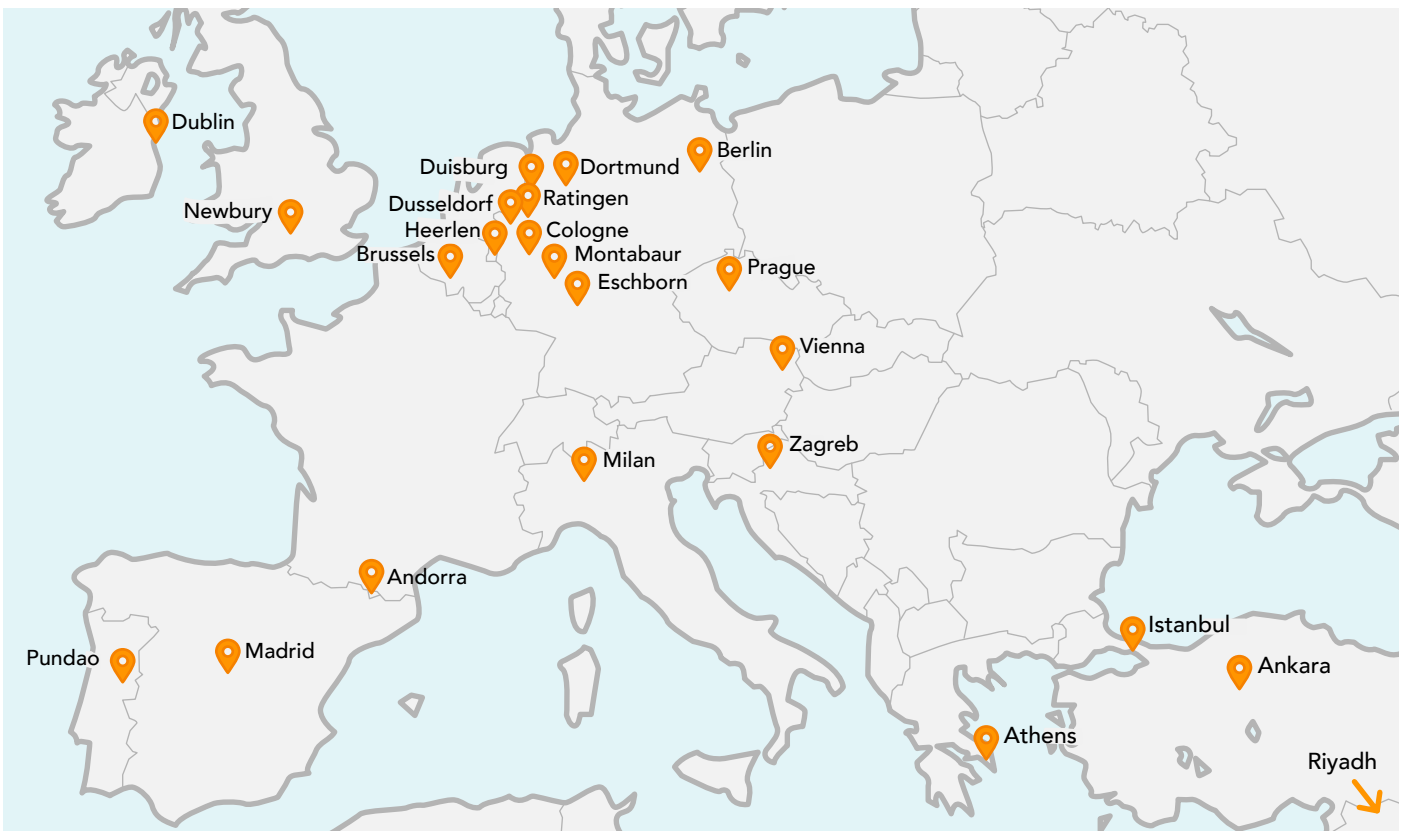 Dublin
Berlin
Duisburg
Dortmund
Ratingen
Dusseldorf
Newbury
Heerlen
Cologne
Brussels
Montabaur
Prague
Eschborn
Vienna
Zagreb
Milan
Andorra
Istanbul
Madrid
Pundao
Ankara
Athens
Riyadh